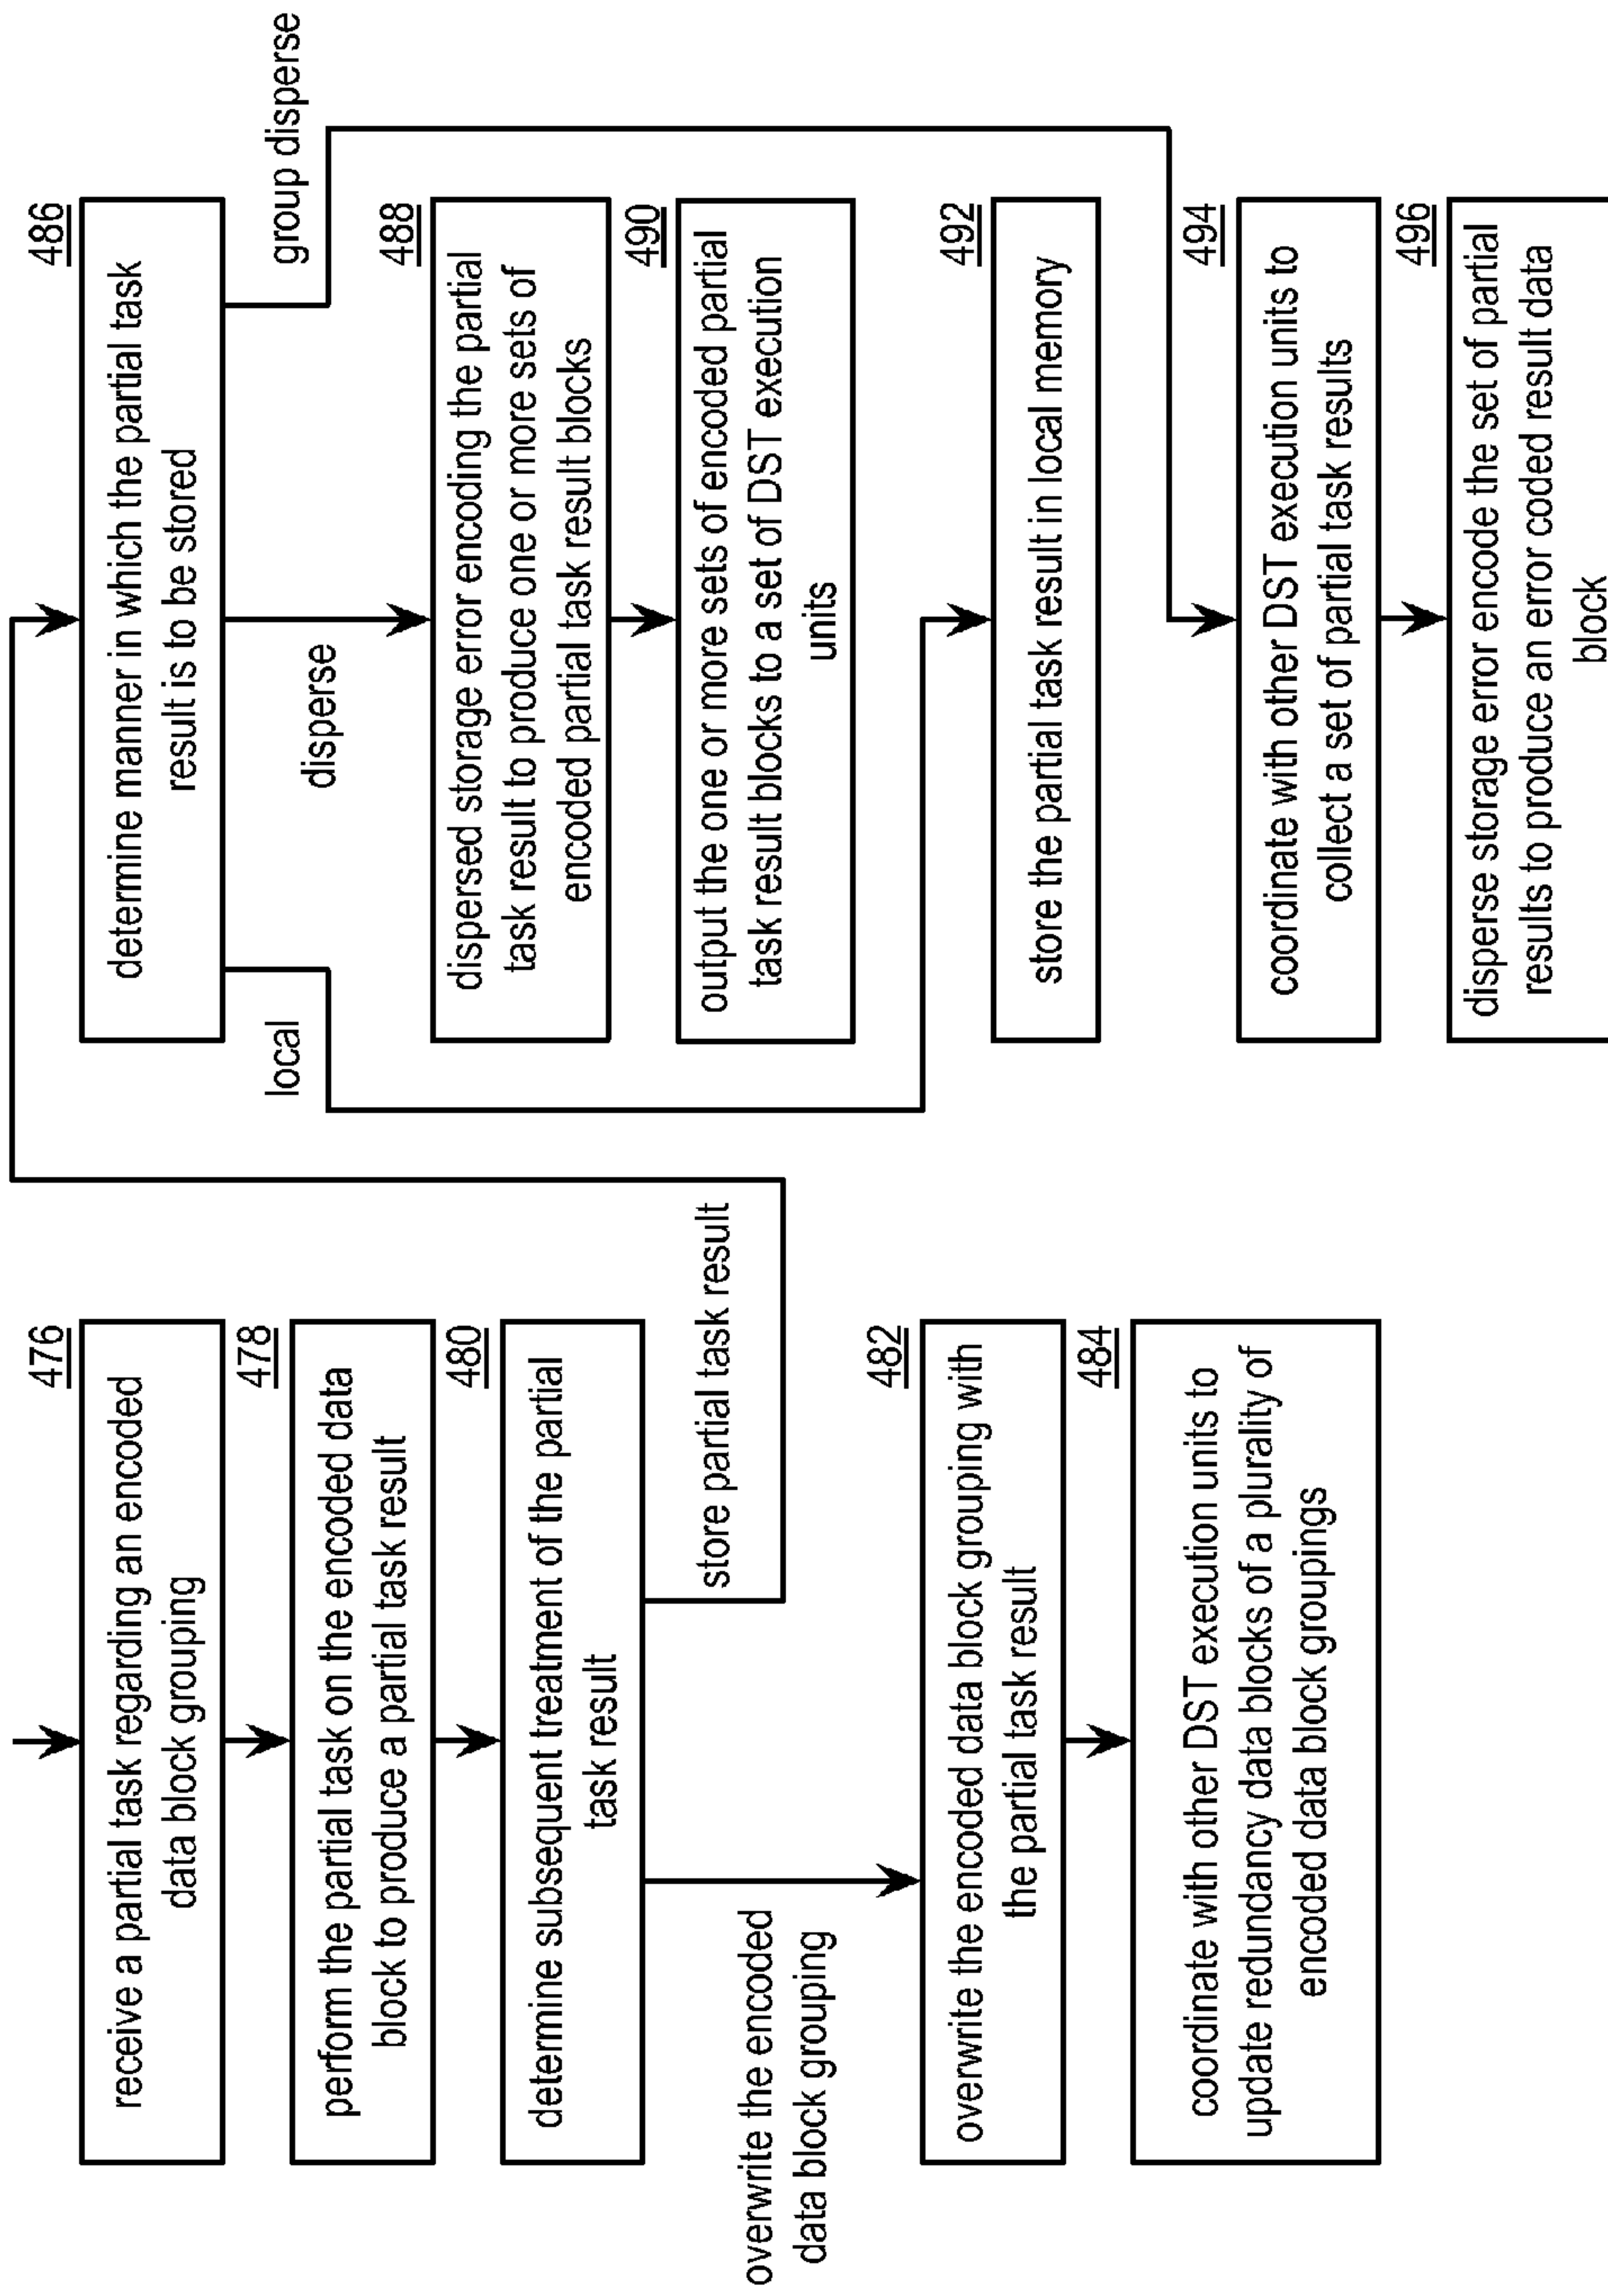 476
receive a partial task regarding an encoded
data block grouping
478
perform the partial task on the encoded data
block to produce a partial task result
480
determine subsequent treatment of the partial
task result
store partial task result
overwrite the encoded
data block grouping
482
overwrite the encoded data block grouping with
the partial task result
484
coordinate with other DST execution units to
update redundancy data blocks of a plurality of
encoded data block groupings
486
determine manner in which the partial task
result is to be stored
local
disperse
group disperse
488
dispersed storage error encoding the partial
task result to produce one or more sets of
encoded partial task result blocks
490
output the one or more sets of encoded partial
task result blocks to a set of DST execution
units
492
store the partial task result in local memory
494
coordinate with other DST execution units to
collect a set of partial task results
496
disperse storage error encode the set of partial
results to produce an error coded result data
block